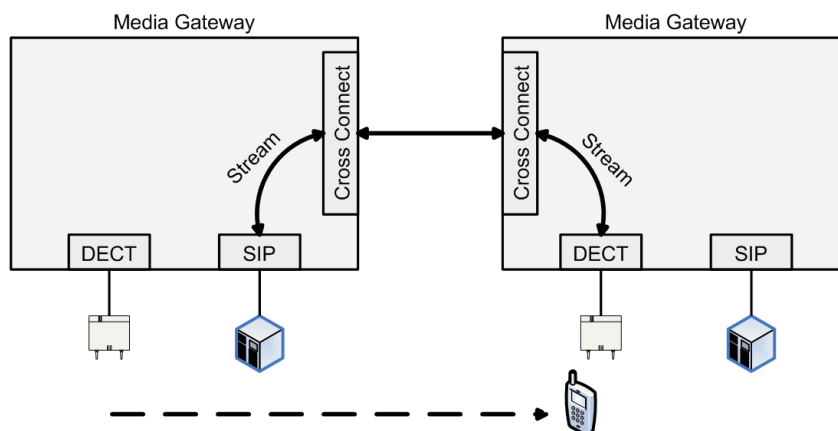 Media Gateway
Media Gateway
Stream
Cross Connect
Cross Connect
Stream
DECT
SIP
DECT
SIP